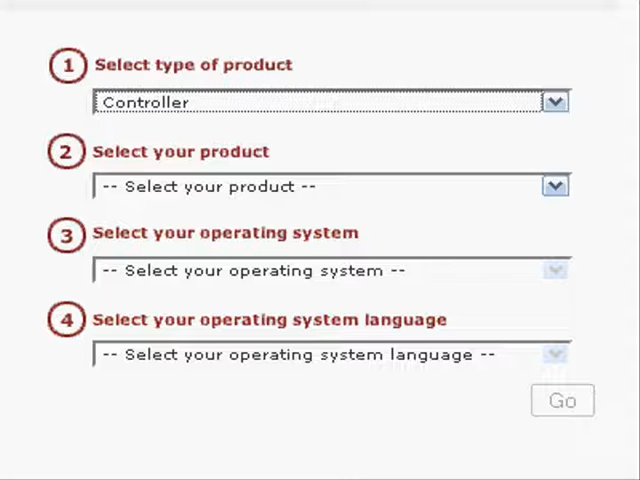 1 Select type of product
Controller
2 Select your product
-- Select your product --
3 Select your operating system
-- Select your operating system --
4 Select your operating system language
-- Select your operating system language --
Go